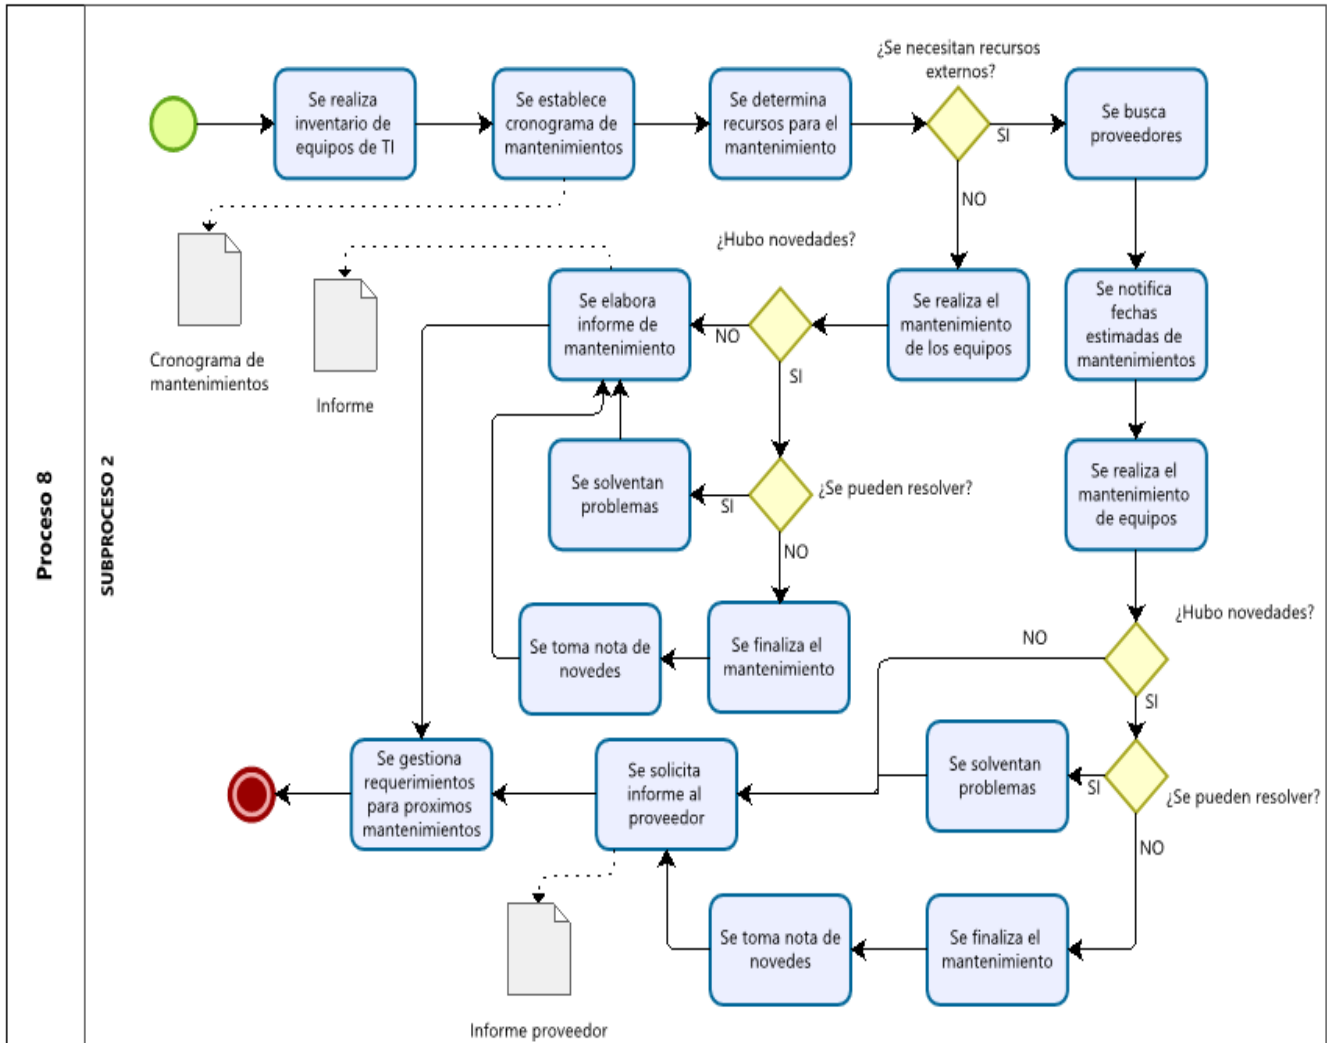 Proceso 8
SUBPROCESO 2
Se realiza
inventario de
equipos de TI
Se establece
cronograma de
mantenimientos
Se determina
recursos para el
mantenimiento
¿Se necesitan recursos
externos?
SI
NO
Se busca
proveedores
Cronograma de
mantenimientos
Informe
Se elabora
informe de
mantenimiento
¿Hubo novedades?
NO
SI
Se realiza el
mantenimiento
de los equipos
Se notifica
fechas
estimadas de
mantenimientos
Se solventan
problemas
SI
¿Se pueden resolver?
NO
Se realiza el
mantenimiento
de equipos
Se toma nota de
novedes
Se finaliza el
mantenimiento
¿Hubo novedades?
NO
SI
Se gestiona
requerimientos
para proximos
mantenimientos
Se solicita
informe al
proveedor
Se solventan
problemas
SI
¿Se pueden resolver?
NO
Se toma nota de
novedes
Se finaliza el
mantenimiento
Informe proveedor